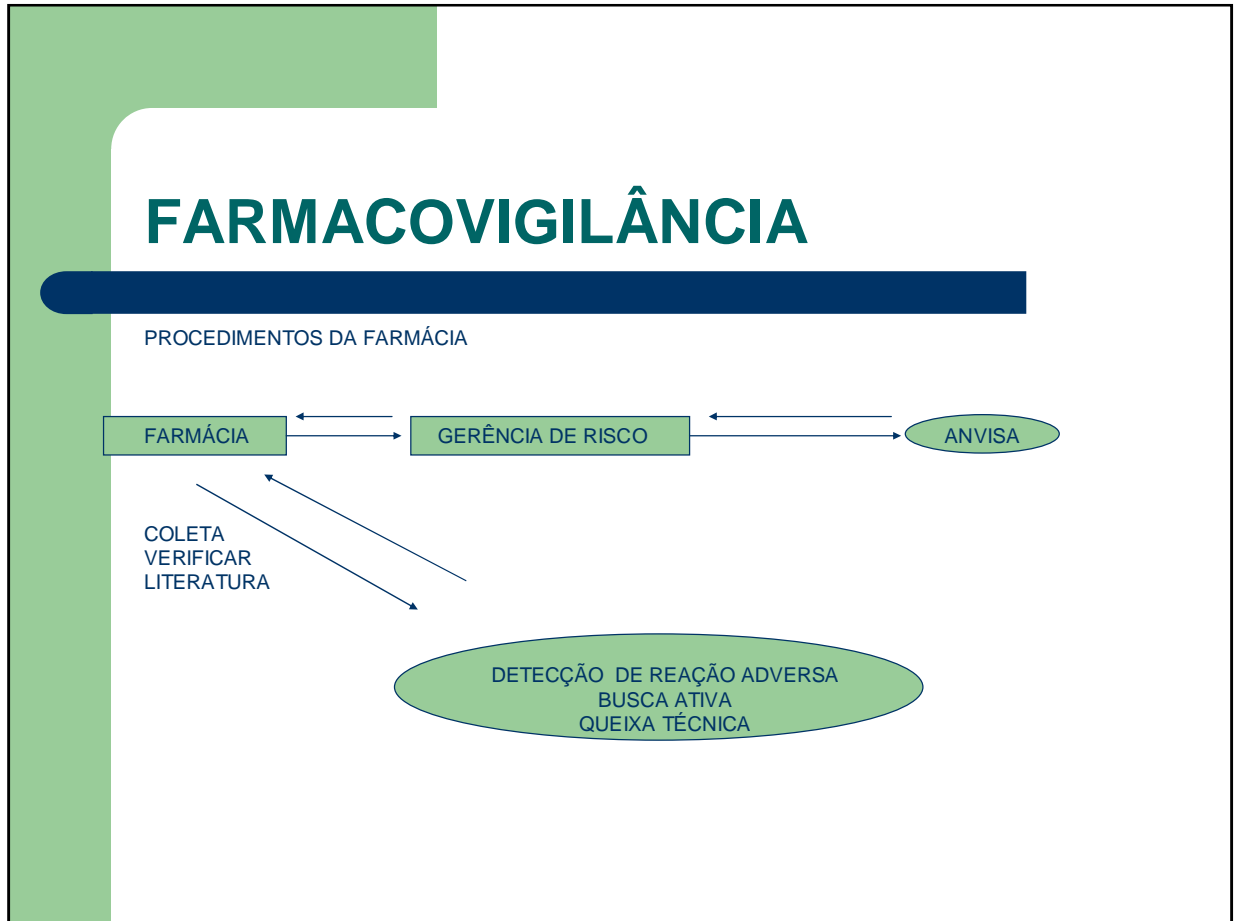 FARMACOVIGILÂNCIA
PROCEDIMENTOS DA FARMÁCIA
FARMÁCIA
GERÊNCIA DE RISCO
ANVISA
COLETA
VERIFICAR
LITERATURA
DETECÇÃO DE REAÇÃO ADVERSA
BUSCA ATIVA
QUEIXA TÉCNICA